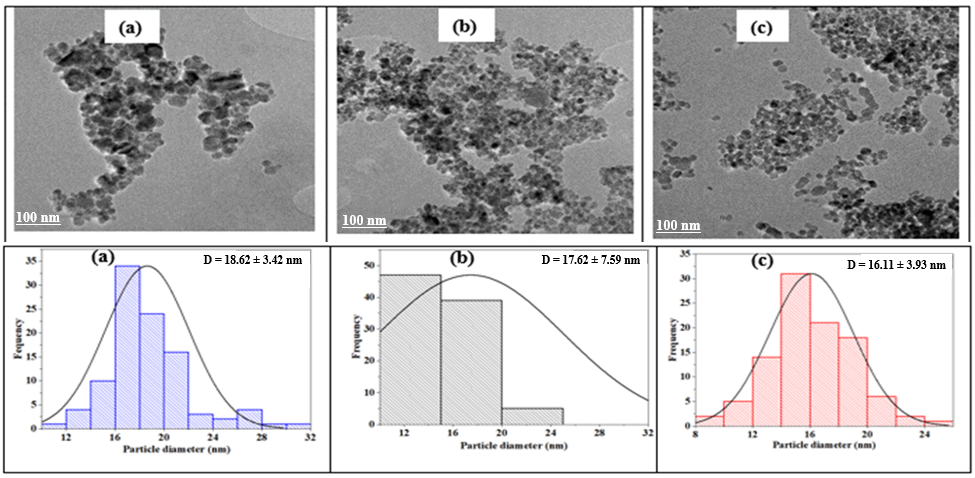 (a)
(b)
(c)
100 nm
100 nm
100 nm
(a)
D = 18.62 ± 3.42 nm
35
30
25
20
15
10
5
0
Fequency
12
16
20
24
28
32
Particle diameter (nm)
(b)
D = 17.62 ± 7.59 nm
50
40
30
20
10
0
Fequency
12
16
20
24
28
32
Particle diameter (nm)
(c)
D = 16.11 ± 3.93 nm
35
30
25
20
15
10
5
0
Fequency
8
12
16
20
24
Particle diameter (nm)